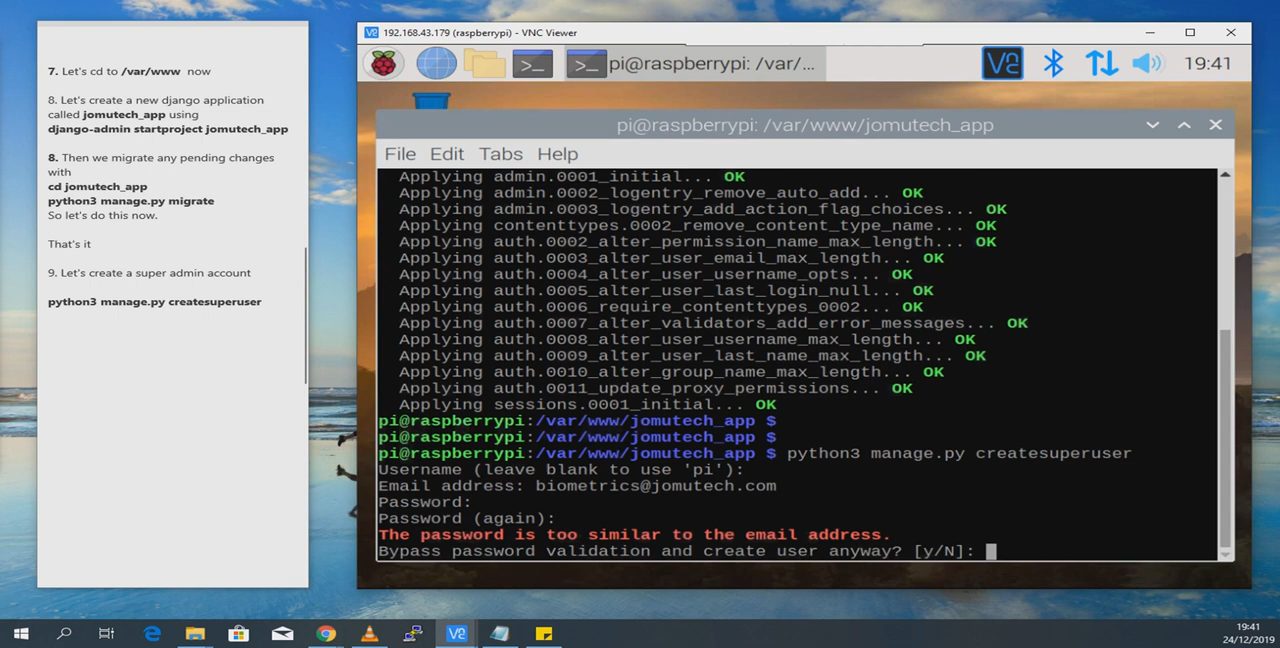 7. Let's cd to /var/www now
8. Let's create a new django application
called jomutech_app using
django-admin startproject jomutech_app
8. Then we migrate any pending changes
with
cd jomutech_app
python3 manage.py migrate
So let's do this now.
That's it
9. Let's create a super admin account
python3 manage.py createsuperuser
192.168.43.179 (raspberrypi) - VNC Viewer
pi@raspberrypi: /var/...
19:41
pi@raspberrypi: /var/www/jomutech_app
File Edit Tabs Help
Applying admin.0001_initial... OK
Applying admin.0002_logentry_remove_auto_add... OK
Applying admin.0003_logentry_add_action_flag_choices... OK
Applying contenttypes.0002_remove_content_type_name... OK
Applying auth.0002_alter_permission_name_max_length... OK
Applying auth.0003_alter_user_email_max_length... OK
Applying auth.0004_alter_user_username_opts... OK
Applying auth.0005_alter_user_last_login_null... OK
Applying auth.0006_require_contenttypes_0002... OK
Applying auth.0007_alter_validators_add_error_messages... OK
Applying auth.0008_alter_user_username_max_length... OK
Applying auth.0009_alter_user_last_name_max_length... OK
Applying auth.0010_alter_group_name_max_length... OK
Applying auth.0011_update_proxy_permissions... OK
Applying sessions.0001_initial... OK
pi@raspberrypi:/var/www/jomutech_app $
pi@raspberrypi:/var/www/jomutech_app $
pi@raspberrypi:/var/www/jomutech_app $ python3 manage.py createsuperuser
Username (leave blank to use 'pi'):
Email address: biometrics@jomutech.com
Password:
Password (again):
The password is too similar to the email address.
Bypass password validation and create user anyway? [y/N]:
19:41
24/12/2019